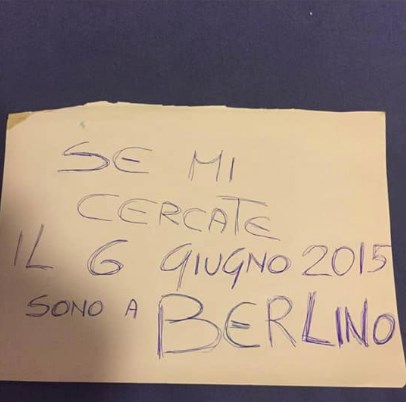 SE MI
CERCATE
IL 6 GIUGNO 2015
SONO A BERLINO